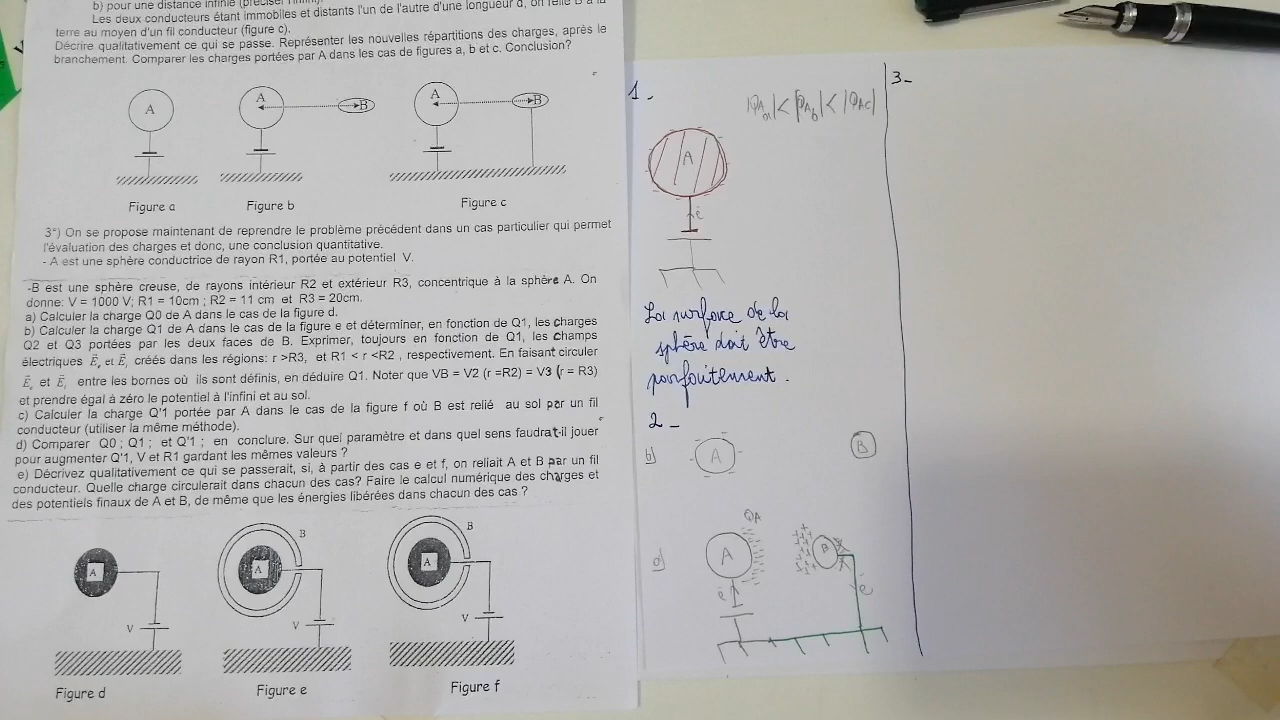 b) pour une distance infinie (préciser l'infini).
Les deux conducteurs étant immobiles et distants l'un de l'autre d'une longueur d, on relie B à la
terre au moyen d'un fil conducteur (figure c).
Décrire qualitativement ce qui se passe. Représenter les nouvelles répartitions des charges, après le
branchement. Comparer les charges portées par A dans les cas de figures a, b et c. Conclusion?
A
A
B
A
B
Figure a
Figure b
Figure c
3°) On se propose maintenant de reprendre le problème précédent dans un cas particulier qui permet
l'évaluation des charges et donc, une conclusion quantitative.
- A est une sphère conductrice de rayon R1, portée au potentiel V.
-B est une sphère creuse, de rayons intérieur R2 et extérieur R3, concentrique à la sphère A. On
donne: V = 1000 V; R1 = 10cm ; R2 = 11 cm et R3 = 20cm.
a) Calculer la charge Q0 de A dans le cas de la figure d.
b) Calculer la charge Q1 de A dans le cas de la figure e et déterminer, en fonction de Q1, les charges
Q2 et Q3 portées par les deux faces de B. Exprimer, toujours en fonction de Q1, les champs
électriques E⃗e et E⃗i créés dans les régions: r >R3, et R1 < r <R2 , respectivement. En faisant circuler
E⃗e et E⃗i entre les bornes où ils sont définis, en déduire Q1. Noter que VB = V2 (r =R2) = V3 (r = R3)
et prendre égal à zéro le potentiel à l'infini et au sol.
c) Calculer la charge Q'1 portée par A dans le cas de la figure f où B est relié au sol par un fil
conducteur (utiliser la même méthode).
d) Comparer Q0 ; Q1 ; et Q'1 ; en conclure. Sur quel paramètre et dans quel sens faudrat-il jouer
pour augmenter Q'1, V et R1 gardant les mêmes valeurs ?
e) Décrivez qualitativement ce qui se passerait, si, à partir des cas e et f, on reliait A et B par un fil
conducteur. Quelle charge circulerait dans chacun des cas? Faire le calcul numérique des charges et
des potentiels finaux de A et B, de même que les énergies libérées dans chacun des cas ?
A
V
A
B
V
A
B
V
Figure d
Figure e
Figure f
1 -
|QAa| < |QAb| < |QAc|
A
e
La surface de la
sphère doit être
parfaitement .
2 -
b)
A
B
c)
QA
A
B
e
e
3 -